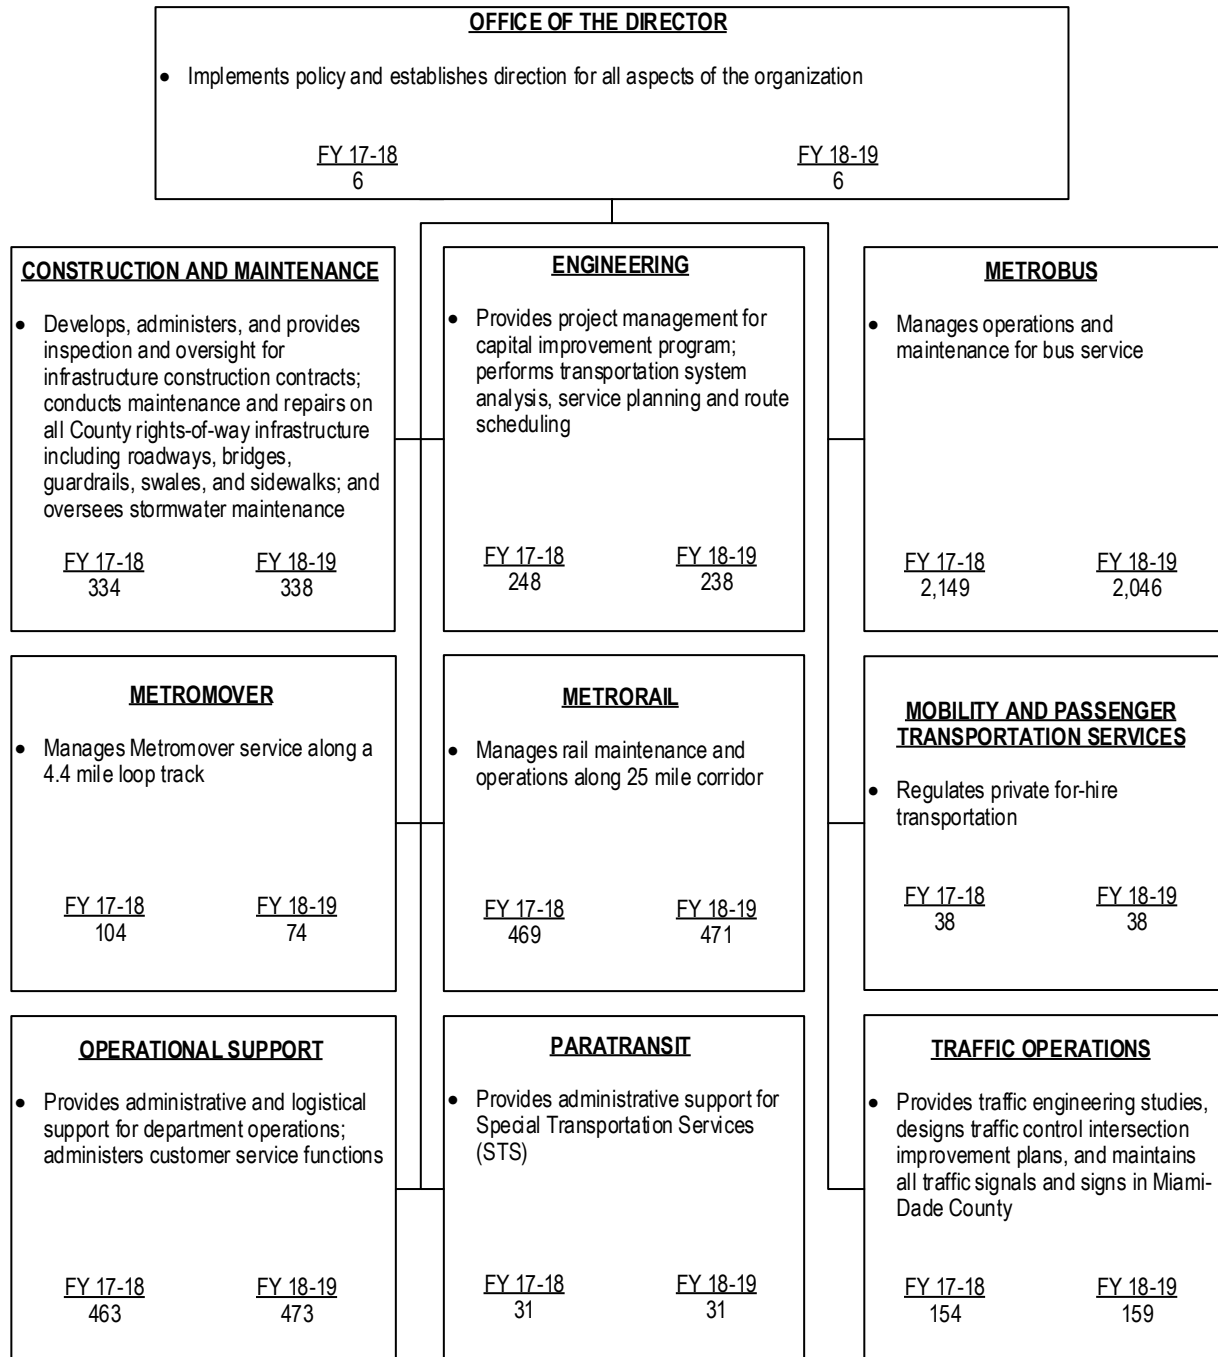 OFFICE OF THE DIRECTOR
• Implements policy and establishes direction for all aspects of the organization
FY 17-18 FY 18-19
6 6
CONSTRUCTION AND MAINTENANCE
• Develops, administers, and provides
inspection and oversight for
infrastructure construction contracts;
conducts maintenance and repairs on
all County rights-of-way infrastructure
including roadways, bridges,
guardrails, swales, and sidewalks; and
oversees stormwater maintenance
FY 17-18 FY 18-19
334 338
ENGINEERING
• Provides project management for
capital improvement program;
performs transportation system
analysis, service planning and route
scheduling
FY 17-18 FY 18-19
248 238
METROBUS
• Manages operations and
maintenance for bus service
FY 17-18 FY 18-19
2,149 2,046
METROMOVER
• Manages Metromover service along a
4.4 mile loop track
FY 17-18 FY 18-19
104 74
METRORAIL
• Manages rail maintenance and
operations along 25 mile corridor
FY 17-18 FY 18-19
469 471
MOBILITY AND PASSENGER
TRANSPORTATION SERVICES
• Regulates private for-hire
transportation
FY 17-18 FY 18-19
38 38
OPERATIONAL SUPPORT
• Provides administrative and logistical
support for department operations;
administers customer service functions
FY 17-18 FY 18-19
463 473
PARATRANSIT
• Provides administrative support for
Special Transportation Services
(STS)
FY 17-18 FY 18-19
31 31
TRAFFIC OPERATIONS
• Provides traffic engineering studies,
designs traffic control intersection
improvement plans, and maintains
all traffic signals and signs in Miami-
Dade County
FY 17-18 FY 18-19
154 159